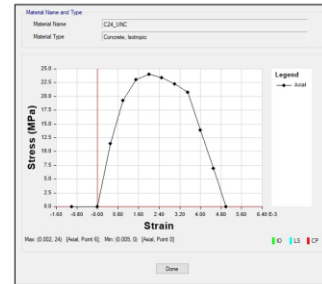 Material Name and Type
Material Name C24_UNC
Material Type Concrete, Isotropic
Stress (MPa)
25.0
22.5
20.0
17.5
15.0
12.5
10.0
7.5
5.0
2.5
0.0
-1.60 -0.80 -0.00 0.80 1.60 2.40 3.20 4.00 4.80 5.60 6.40 E-3
Strain
Legend
Axial
Max: (0.002, 24) [Axial, Point 6]; Min: (0.005, 0) [Axial, Point 0]
IO LS CP
Done